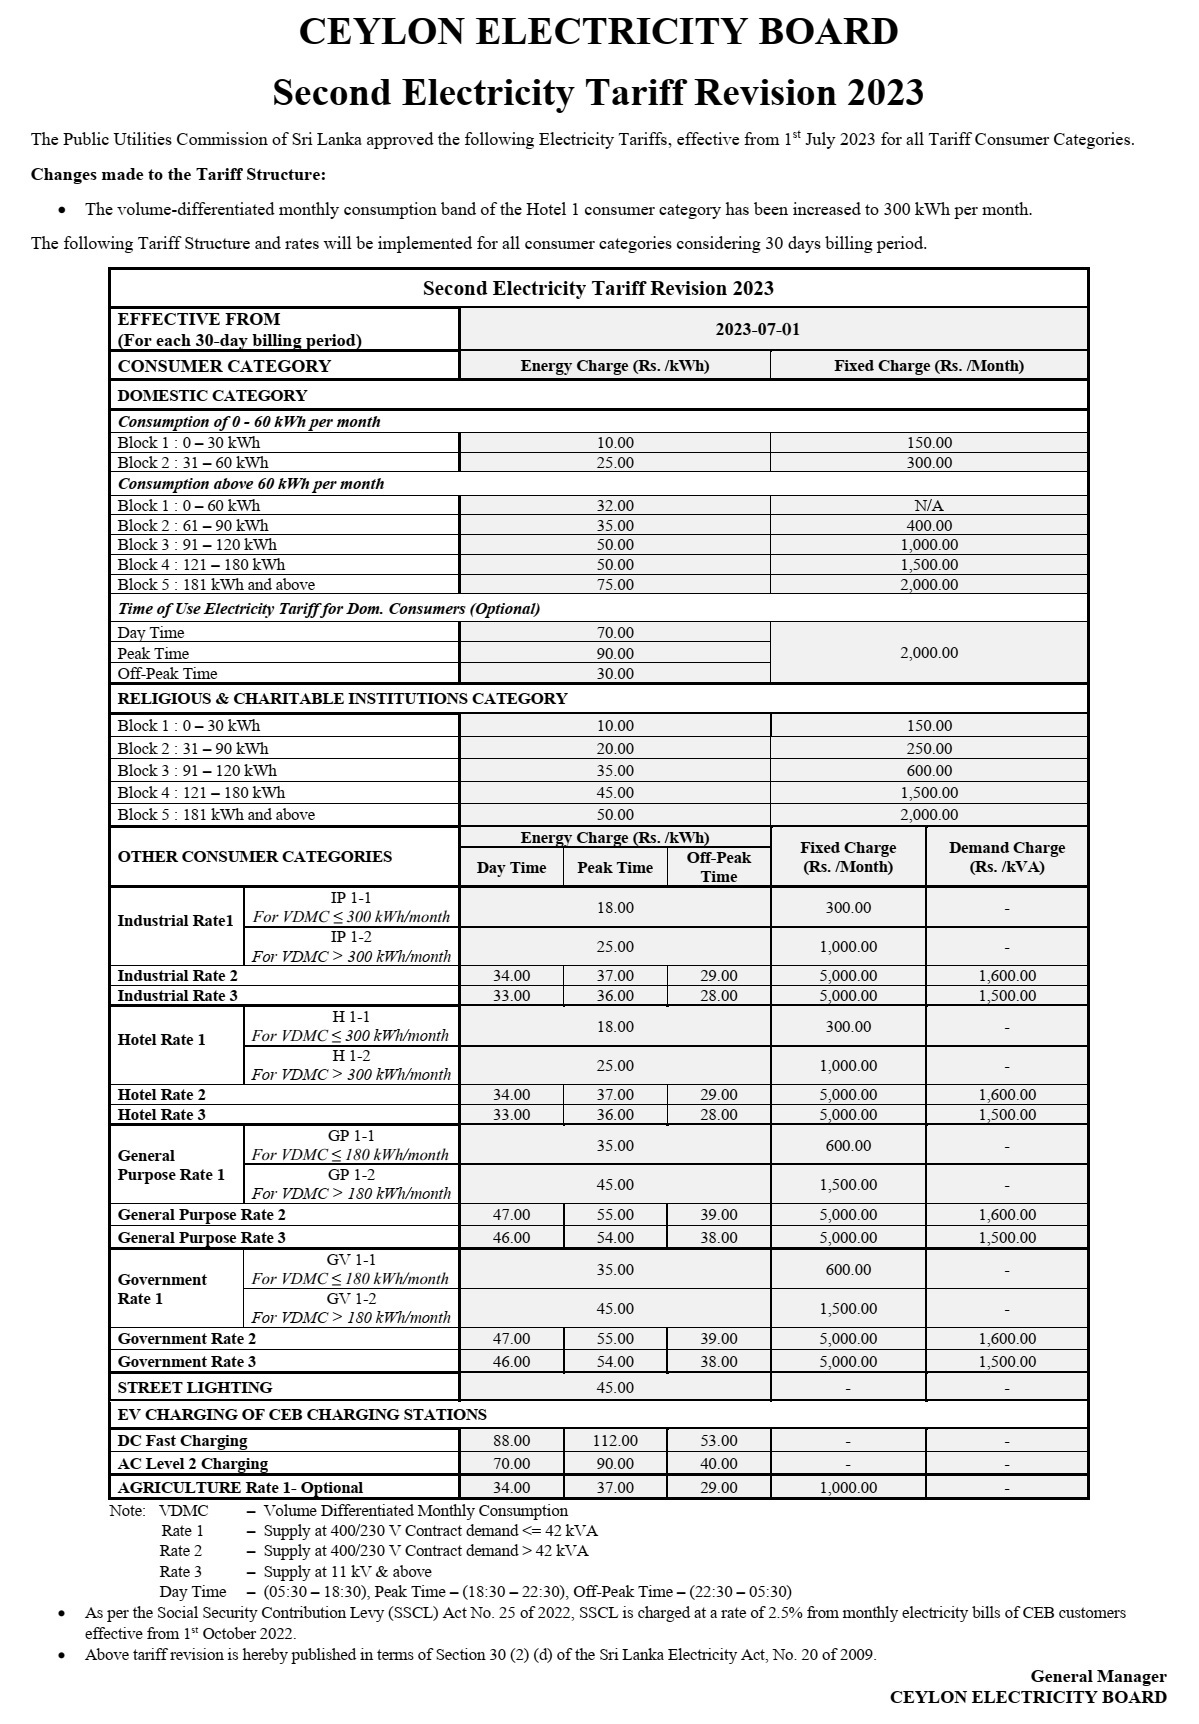 CEYLON ELECTRICITY BOARD
Second Electricity Tariff Revision 2023
The Public Utilities Commission of Sri Lanka approved the following Electricity Tariffs, effective from 1st July 2023 for all Tariff Consumer Categories.
Changes made to the Tariff Structure:
• The volume-differentiated monthly consumption band of the Hotel 1 consumer category has been increased to 300 kWh per month.
The following Tariff Structure and rates will be implemented for all consumer categories considering 30 days billing period.
Second Electricity Tariff Revision 2023
EFFECTIVE FROM
(For each 30-day billing period)
2023-07-01
CONSUMER CATEGORY Energy Charge (Rs. /kWh) Fixed Charge (Rs. /Month)
DOMESTIC CATEGORY
Consumption of 0 - 60 kWh per month
Block 1 : 0 – 30 kWh 10.00 150.00
Block 2 : 31 – 60 kWh 25.00 300.00
Consumption above 60 kWh per month
Block 1 : 0 – 60 kWh 32.00 N/A
Block 2 : 61 – 90 kWh 35.00 400.00
Block 3 : 91 – 120 kWh 50.00 1,000.00
Block 4 : 121 – 180 kWh 50.00 1,500.00
Block 5 : 181 kWh and above 75.00 2,000.00
Time of Use Electricity Tariff for Dom. Consumers (Optional)
Day Time 70.00
Peak Time 90.00 2,000.00
Off-Peak Time 30.00
RELIGIOUS & CHARITABLE INSTITUTIONS CATEGORY
Block 1 : 0 – 30 kWh 10.00 150.00
Block 2 : 31 – 90 kWh 20.00 250.00
Block 3 : 91 – 120 kWh 35.00 600.00
Block 4 : 121 – 180 kWh 45.00 1,500.00
Block 5 : 181 kWh and above 50.00 2,000.00
OTHER CONSUMER CATEGORIES
Energy Charge (Rs. /kWh)
Day Time Peak Time Off-Peak
Time
Fixed Charge
(Rs. /Month)
Demand Charge
(Rs. /kVA)
Industrial Rate1
IP 1-1
For VDMC ≤ 300 kWh/month
18.00 300.00 -
IP 1-2
For VDMC > 300 kWh/month
25.00 1,000.00 -
Industrial Rate 2 34.00 37.00 29.00 5,000.00 1,600.00
Industrial Rate 3 33.00 36.00 28.00 5,000.00 1,500.00
Hotel Rate 1
H 1-1
For VDMC ≤ 300 kWh/month
18.00 300.00 -
H 1-2
For VDMC > 300 kWh/month
25.00 1,000.00 -
Hotel Rate 2 34.00 37.00 29.00 5,000.00 1,600.00
Hotel Rate 3 33.00 36.00 28.00 5,000.00 1,500.00
General
Purpose Rate 1
GP 1-1
For VDMC ≤ 180 kWh/month
35.00 600.00 -
GP 1-2
For VDMC > 180 kWh/month
45.00 1,500.00 -
General Purpose Rate 2 47.00 55.00 39.00 5,000.00 1,600.00
General Purpose Rate 3 46.00 54.00 38.00 5,000.00 1,500.00
Government
Rate 1
GV 1-1
For VDMC ≤ 180 kWh/month
35.00 600.00 -
GV 1-2
For VDMC > 180 kWh/month
45.00 1,500.00 -
Government Rate 2 47.00 55.00 39.00 5,000.00 1,600.00
Government Rate 3 46.00 54.00 38.00 5,000.00 1,500.00
STREET LIGHTING 45.00 - -
EV CHARGING OF CEB CHARGING STATIONS
DC Fast Charging 88.00 112.00 53.00 - -
AC Level 2 Charging 70.00 90.00 40.00 - -
AGRICULTURE Rate 1- Optional 34.00 37.00 29.00 1,000.00 -
Note: VDMC – Volume Differentiated Monthly Consumption
Rate 1 – Supply at 400/230 V Contract demand <= 42 kVA
Rate 2 – Supply at 400/230 V Contract demand > 42 kVA
Rate 3 – Supply at 11 kV & above
Day Time – (05:30 – 18:30), Peak Time – (18:30 – 22:30), Off-Peak Time – (22:30 – 05:30)
• As per the Social Security Contribution Levy (SSCL) Act No. 25 of 2022, SSCL is charged at a rate of 2.5% from monthly electricity bills of CEB customers
effective from 1st October 2022.
• Above tariff revision is hereby published in terms of Section 30 (2) (d) of the Sri Lanka Electricity Act, No. 20 of 2009.
General Manager
CEYLON ELECTRICITY BOARD